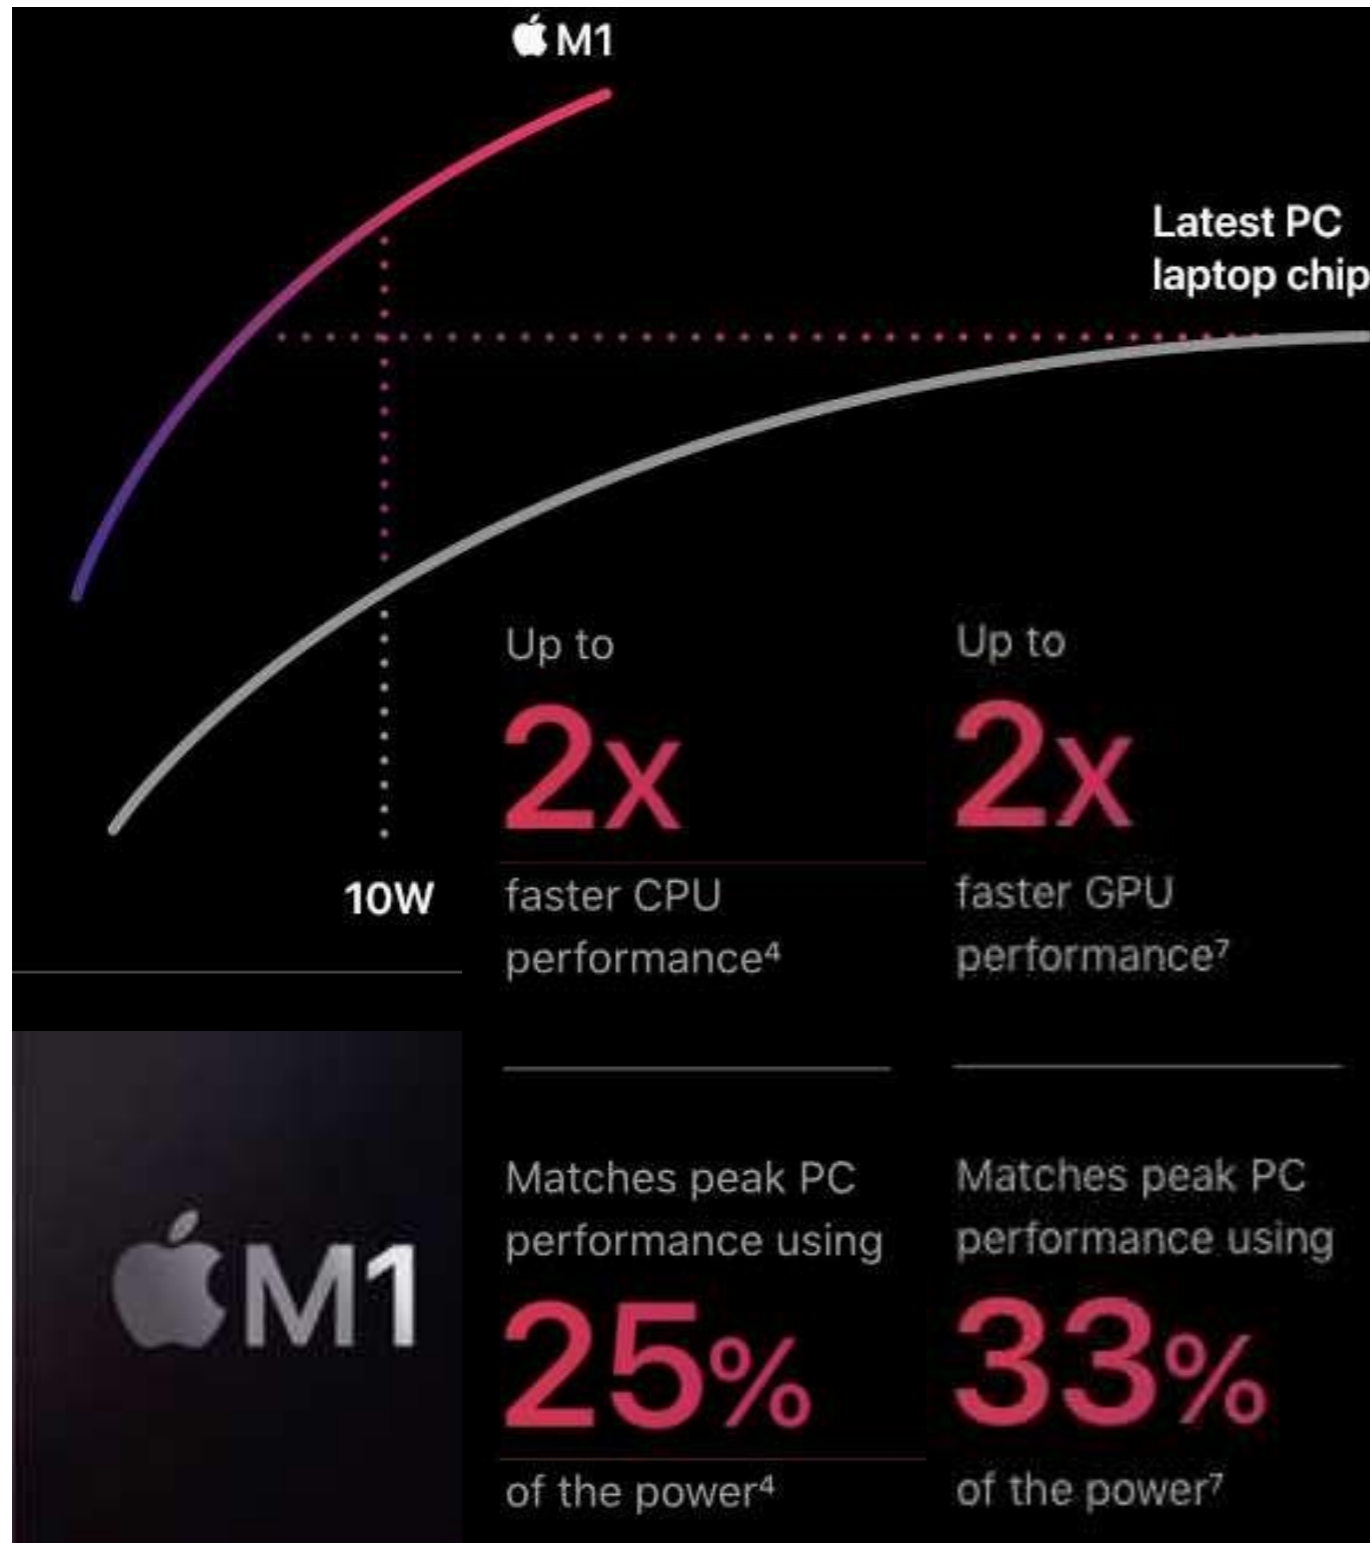 M1
Latest PC
laptop chip
10W
Up to
2x
faster CPU
performance⁴
Matches peak PC
performance using
25%
of the power⁴
Up to
2x
faster GPU
performance⁷
Matches peak PC
performance using
33%
of the power⁷
M1